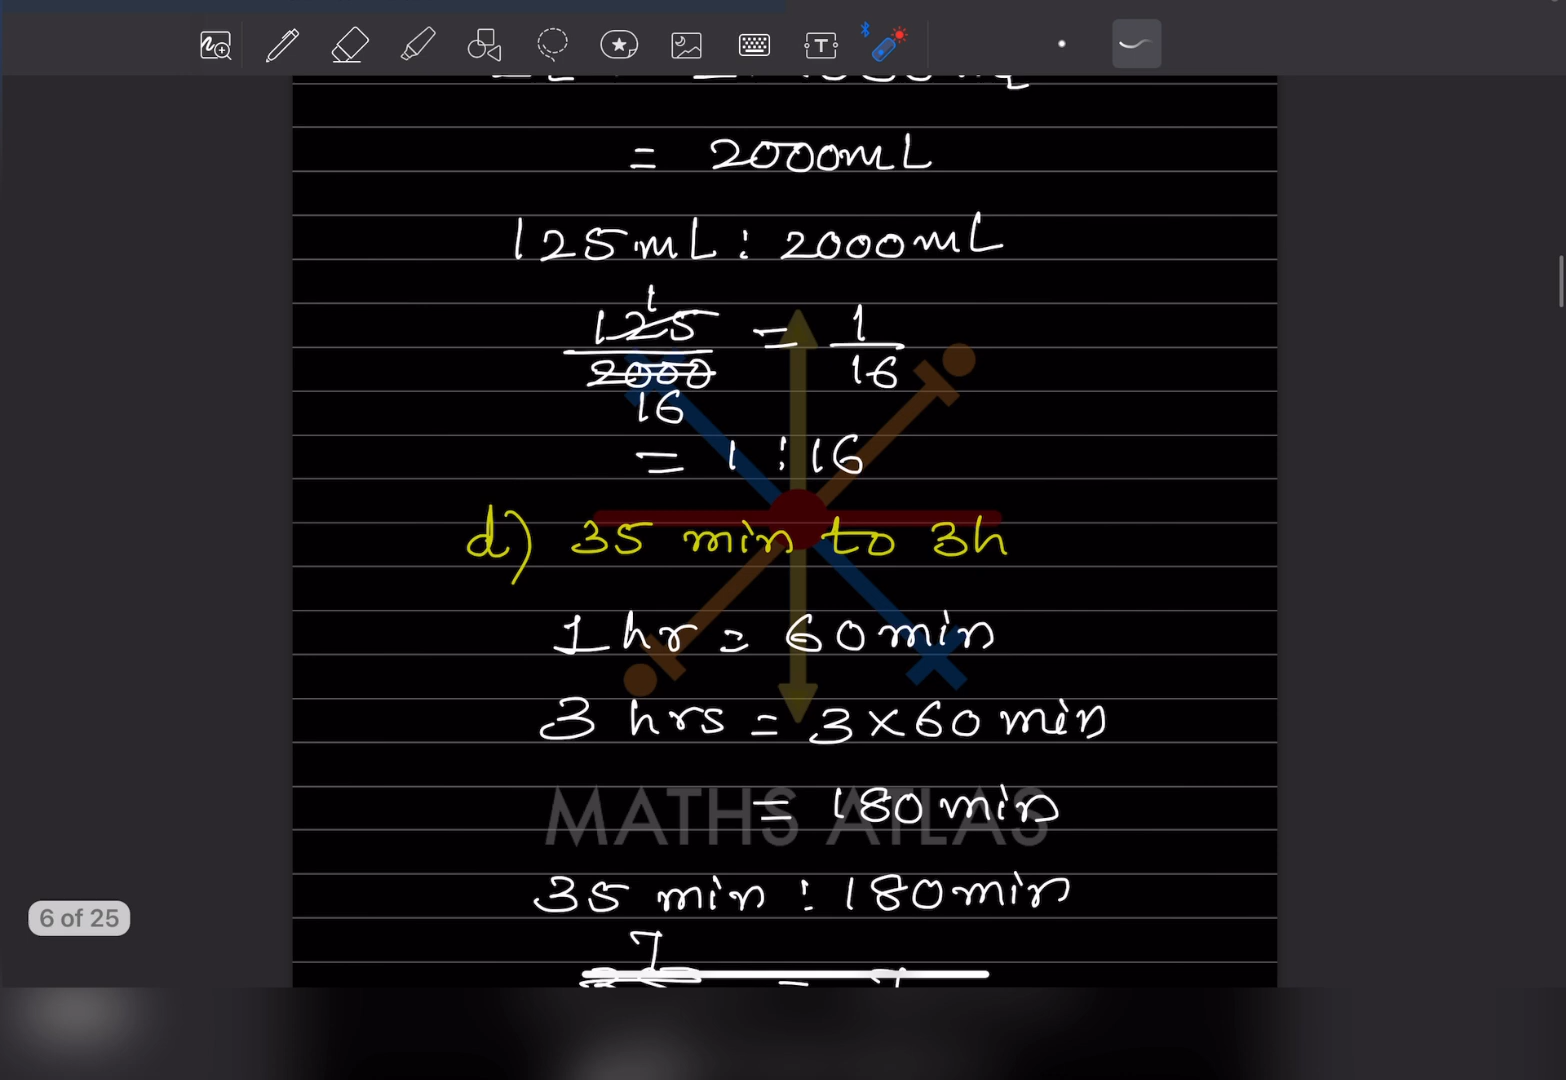 = 2000mL
125mL : 2000mL
1
125 = 1
2000 16
16
= 1 : 16
d) 35 min to 3h
1 hr = 60 min
3 hrs = 3 × 60 min
= 180 min
MATHS ATLAS
35 min : 180 min
7
6 of 25